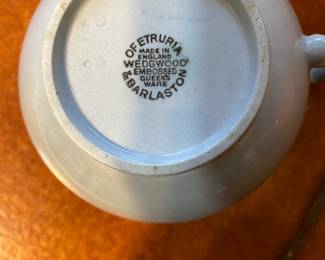 OF ETRURIA
MADE IN
ENGLAND
WEDGWOOD
EMBOSSED
QUEEN'S
WARE
& BARLASTON